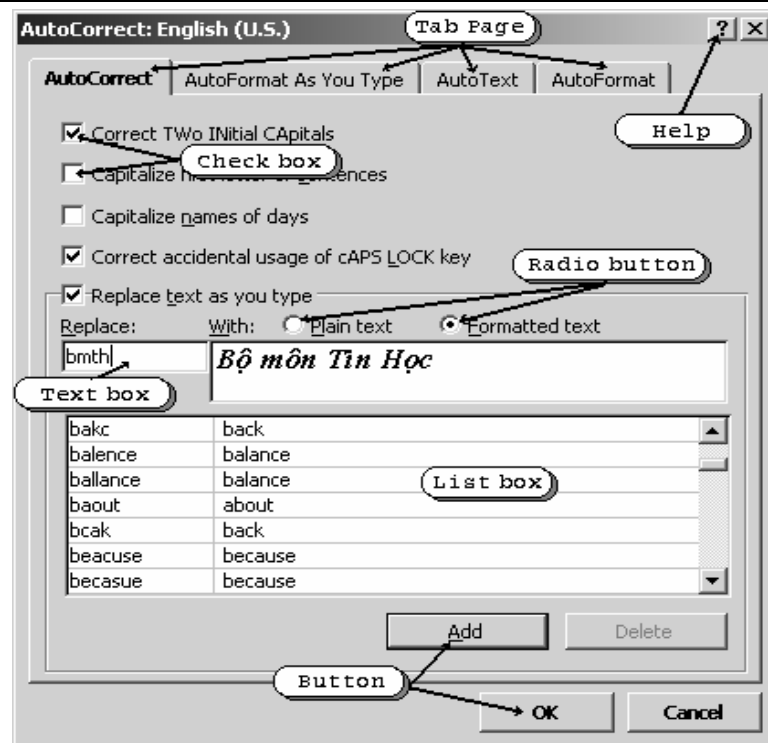 AutoCorrect: English (U.S.) Tab Page ? X
AutoCorrect AutoFormat As You Type AutoText AutoFormat
Help
Correct TWo INitial CApitals
Check box
Capitalize sentences
Capitalize names of days
Correct accidental usage of cAPS LOCK key
Radio button
Replace text as you type
Replace: With: Plain text Formatted text
bmth Bộ môn Tin Học
Text box
bakc back
balence balance
ballance balance
List box
baout about
bcak back
beacuse because
becasue because
Add Delete
Button
OK Cancel